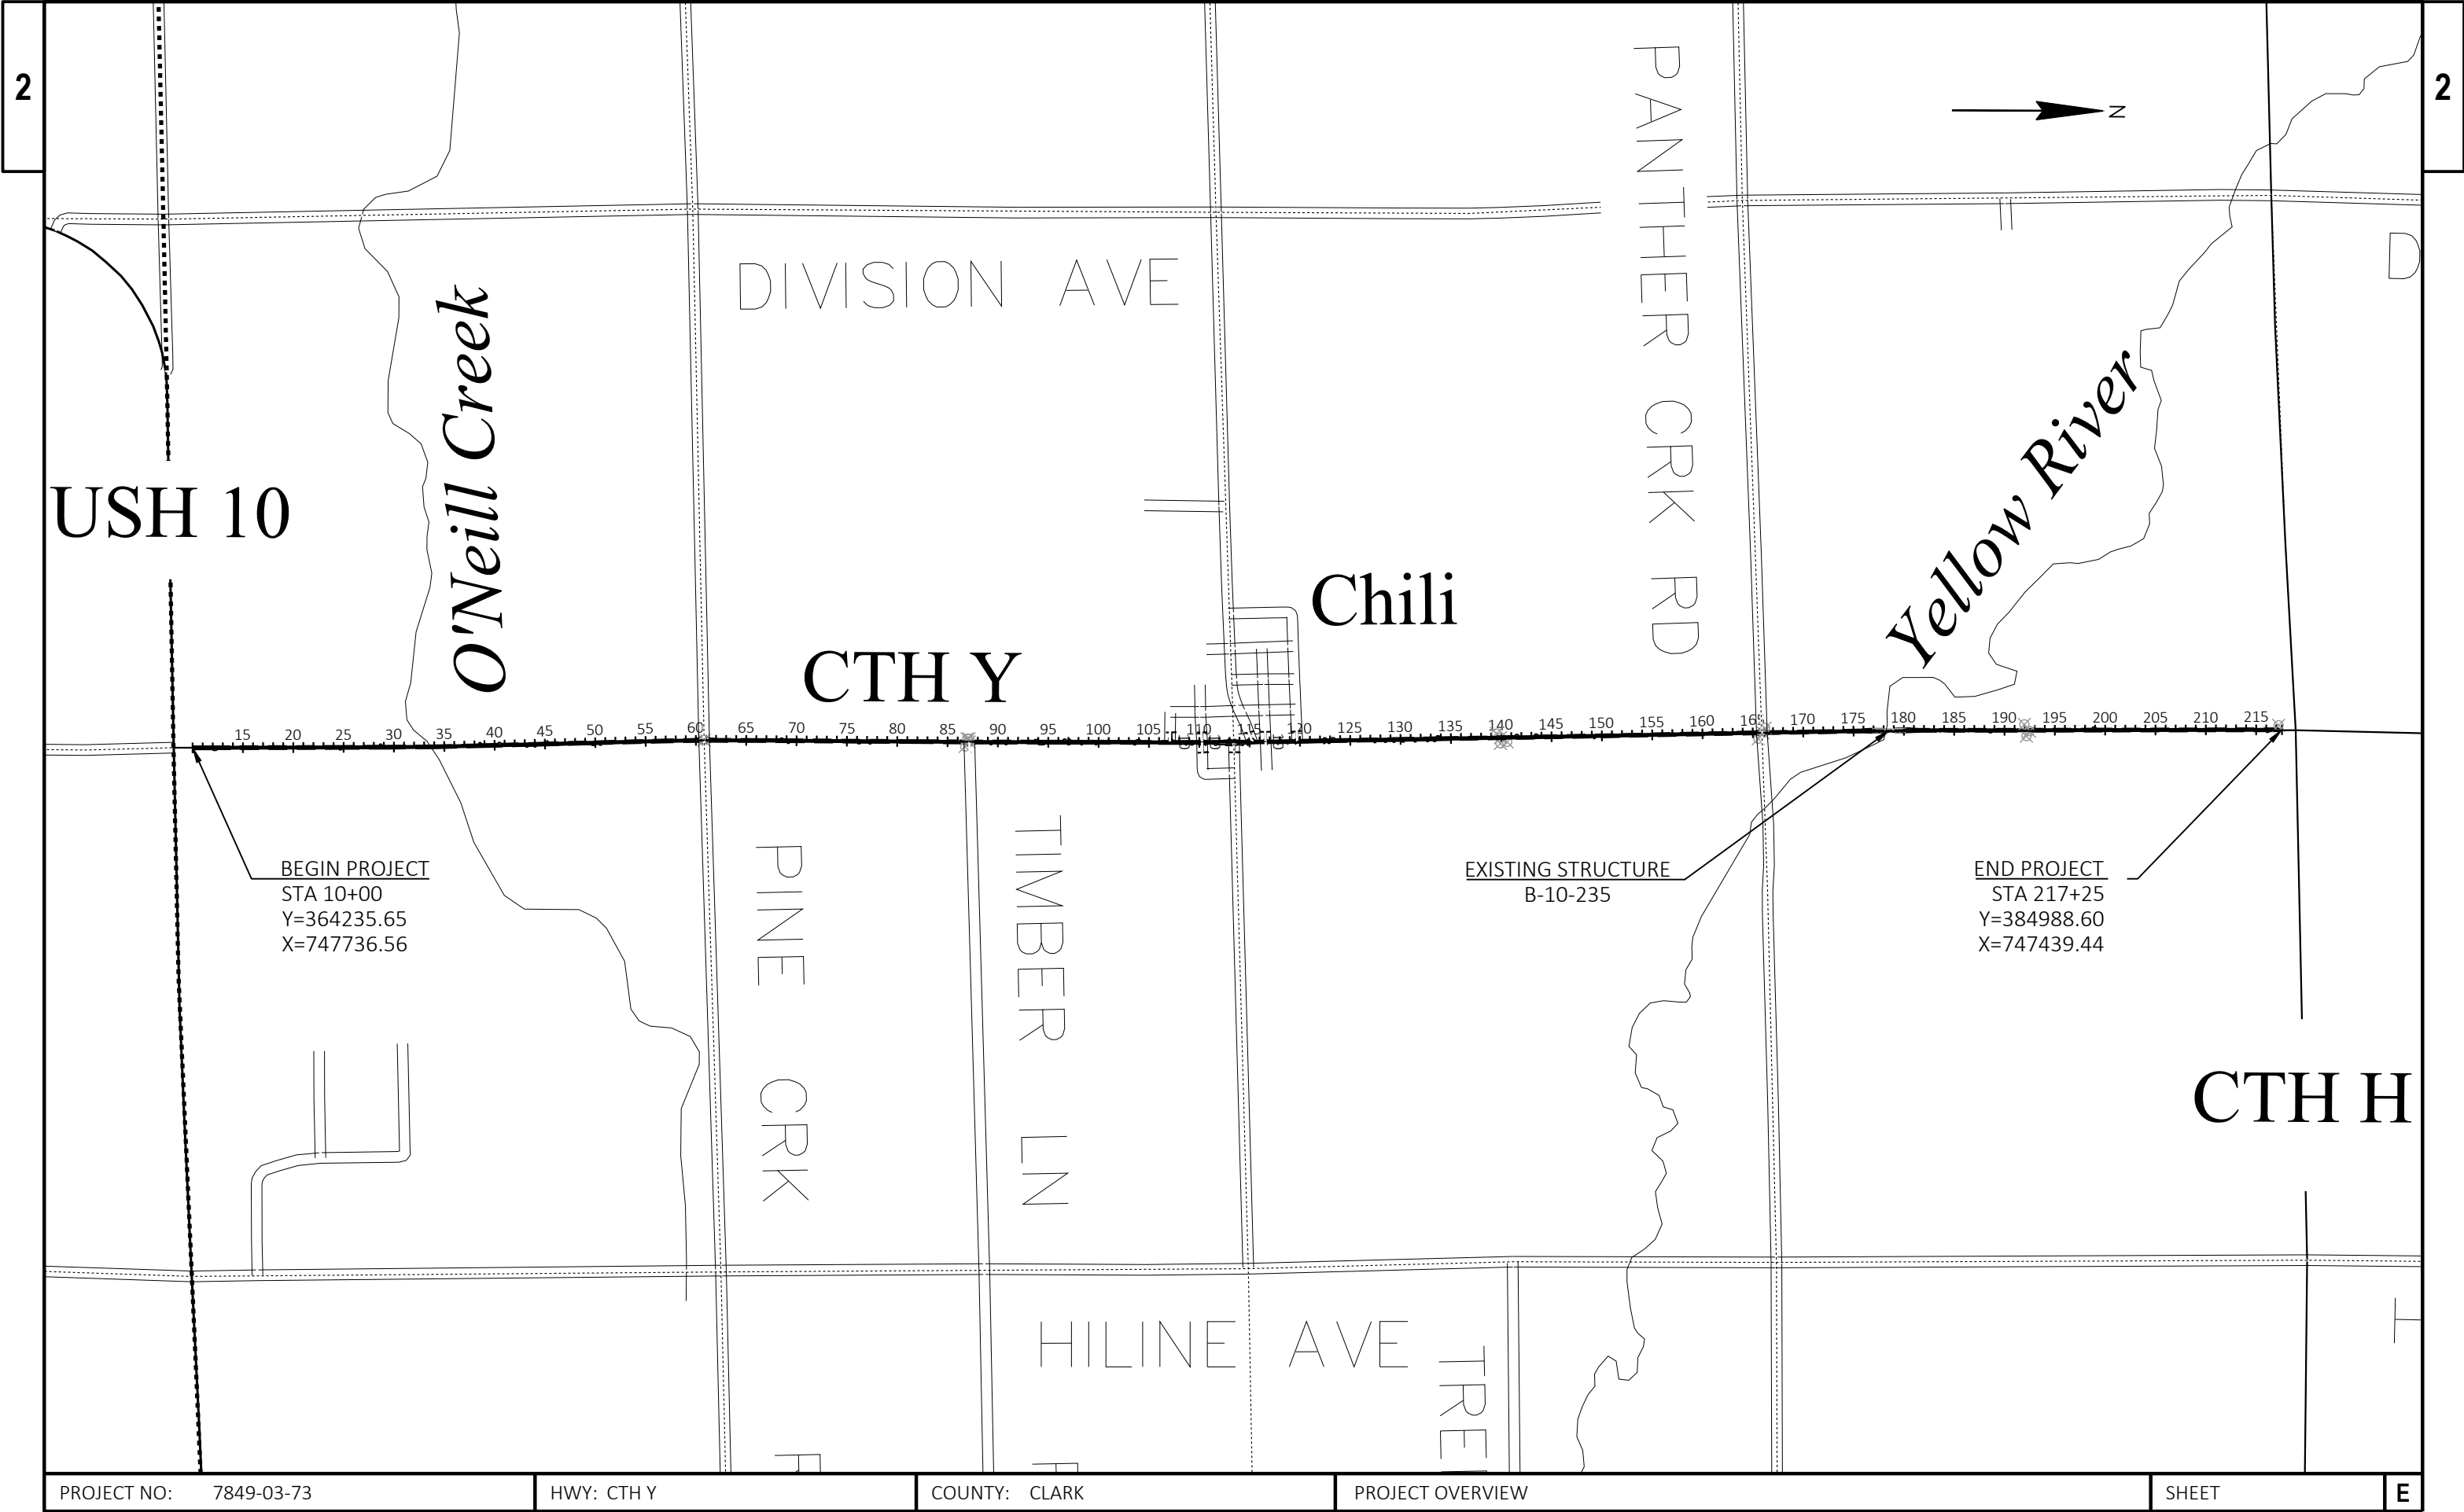 2
2
N
PANTHER CRK RD
DIVISION AVE
D
USH 10
O'Neill Creek
Yellow River
Chili
CTH Y
15 20 25 30 35 40 45 50 55 60 65 70 75 80 85 90 95 100 105 110 115 120 125 130 135 140 145 150 155 160 165 170 175 180 185 190 195 200 205 210 215
BEGIN PROJECT
STA 10+00
Y=364235.65
X=747736.56
PINE CRK
TIMBER LN
EXISTING STRUCTURE
B-10-235
END PROJECT
STA 217+25
Y=384988.60
X=747439.44
CTH H
HILINE AVE
TRE
PROJECT NO: 7849-03-73
HWY: CTH Y
COUNTY: CLARK
PROJECT OVERVIEW
SHEET
E